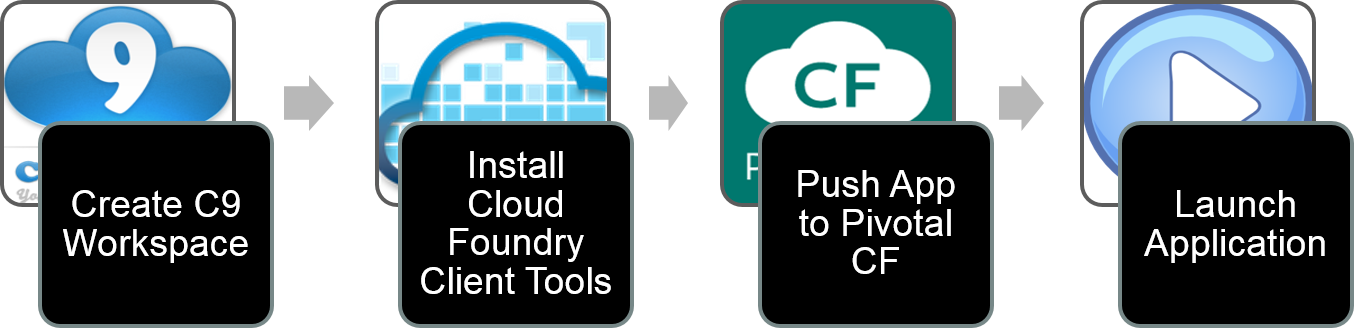 9
Create C9
Workspace
Install
Cloud
Foundry
Client Tools
CF
Push App
to Pivotal
CF
Launch
Application